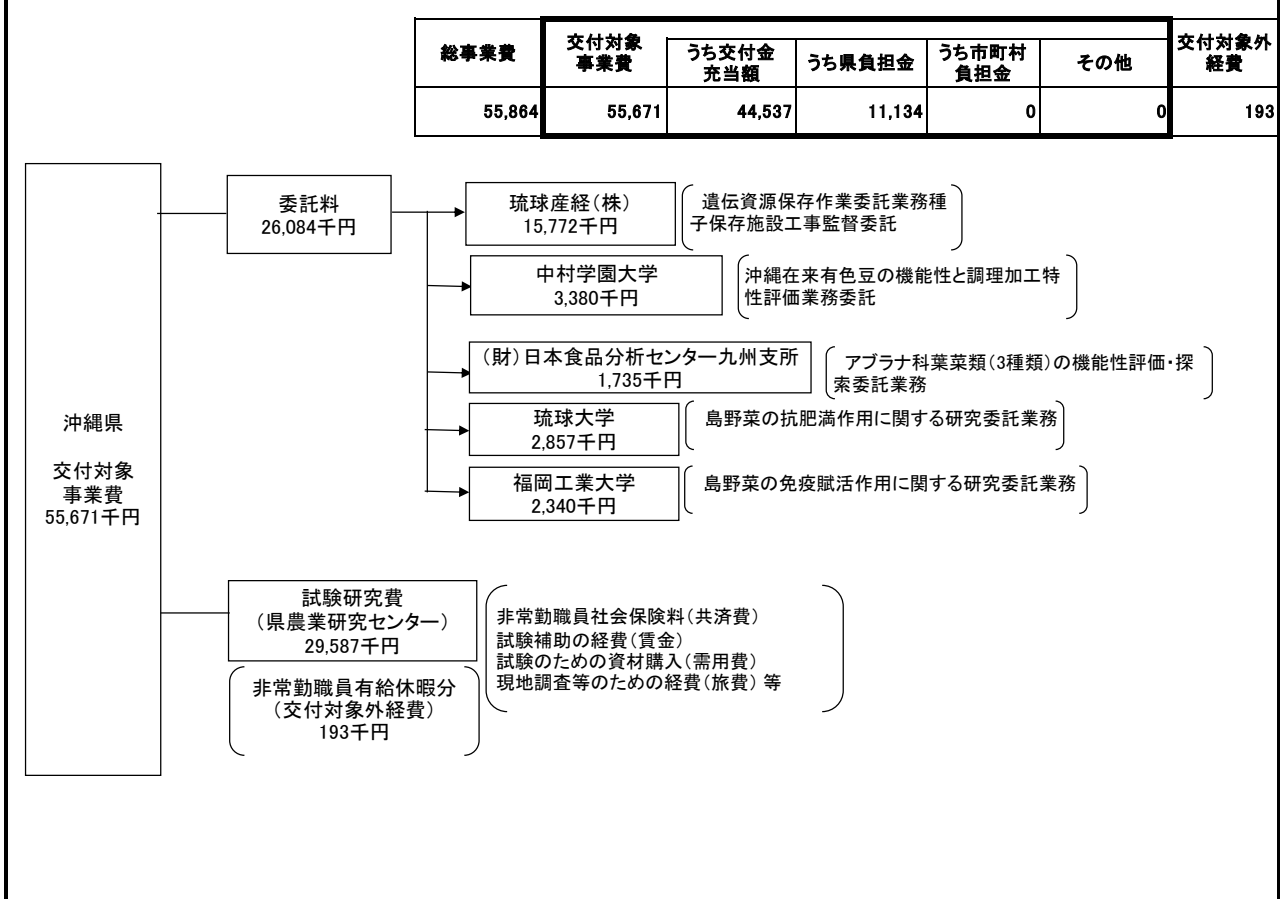 総事業費
交付対象
事業費
うち交付金
充当額
うち県負担金
うち市町村
負担金
その他
交付対象外
経費
55,864
55,671
44,537
11,134
0
0
193
沖縄県
交付対象
事業費
55,671千円
委託料
26,084千円
琉球産経(株)
15,772千円
遺伝資源保存作業委託業務種
子保存施設工事監督委託
中村学園大学
3,380千円
沖縄在来有色豆の機能性と調理加工特
性評価業務委託
(財)日本食品分析センター九州支所
1,735千円
アブラナ科葉菜類(3種類)の機能性評価・探
索委託業務
琉球大学
2,857千円
島野菜の抗肥満作用に関する研究委託業務
福岡工業大学
2,340千円
島野菜の免疫賦活作用に関する研究委託業務
試験研究費
(県農業研究センター)
29,587千円
非常勤職員社会保険料(共済費)
試験補助の経費(賃金)
試験のための資材購入(需用費)
現地調査等のための経費(旅費) 等
非常勤職員有給休暇分
(交付対象外経費)
193千円